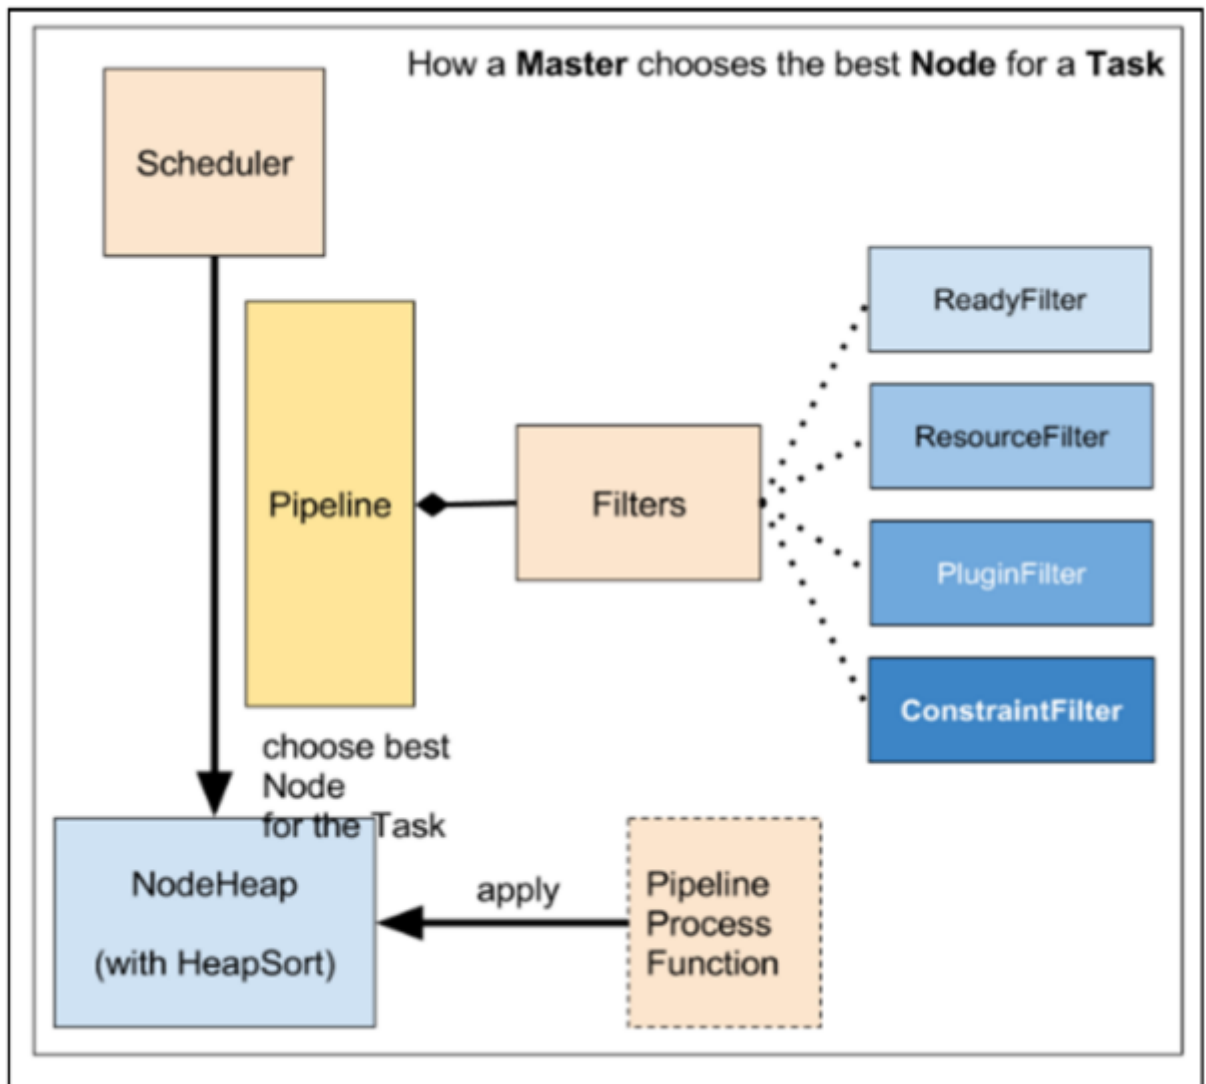 How a Master chooses the best Node for a Task
Scheduler
ReadyFilter
ResourceFilter
Pipeline
Filters
PluginFilter
ConstraintFilter
choose best
Node
for the Task
NodeHeap
(with HeapSort)
apply
Pipeline
Process
Function